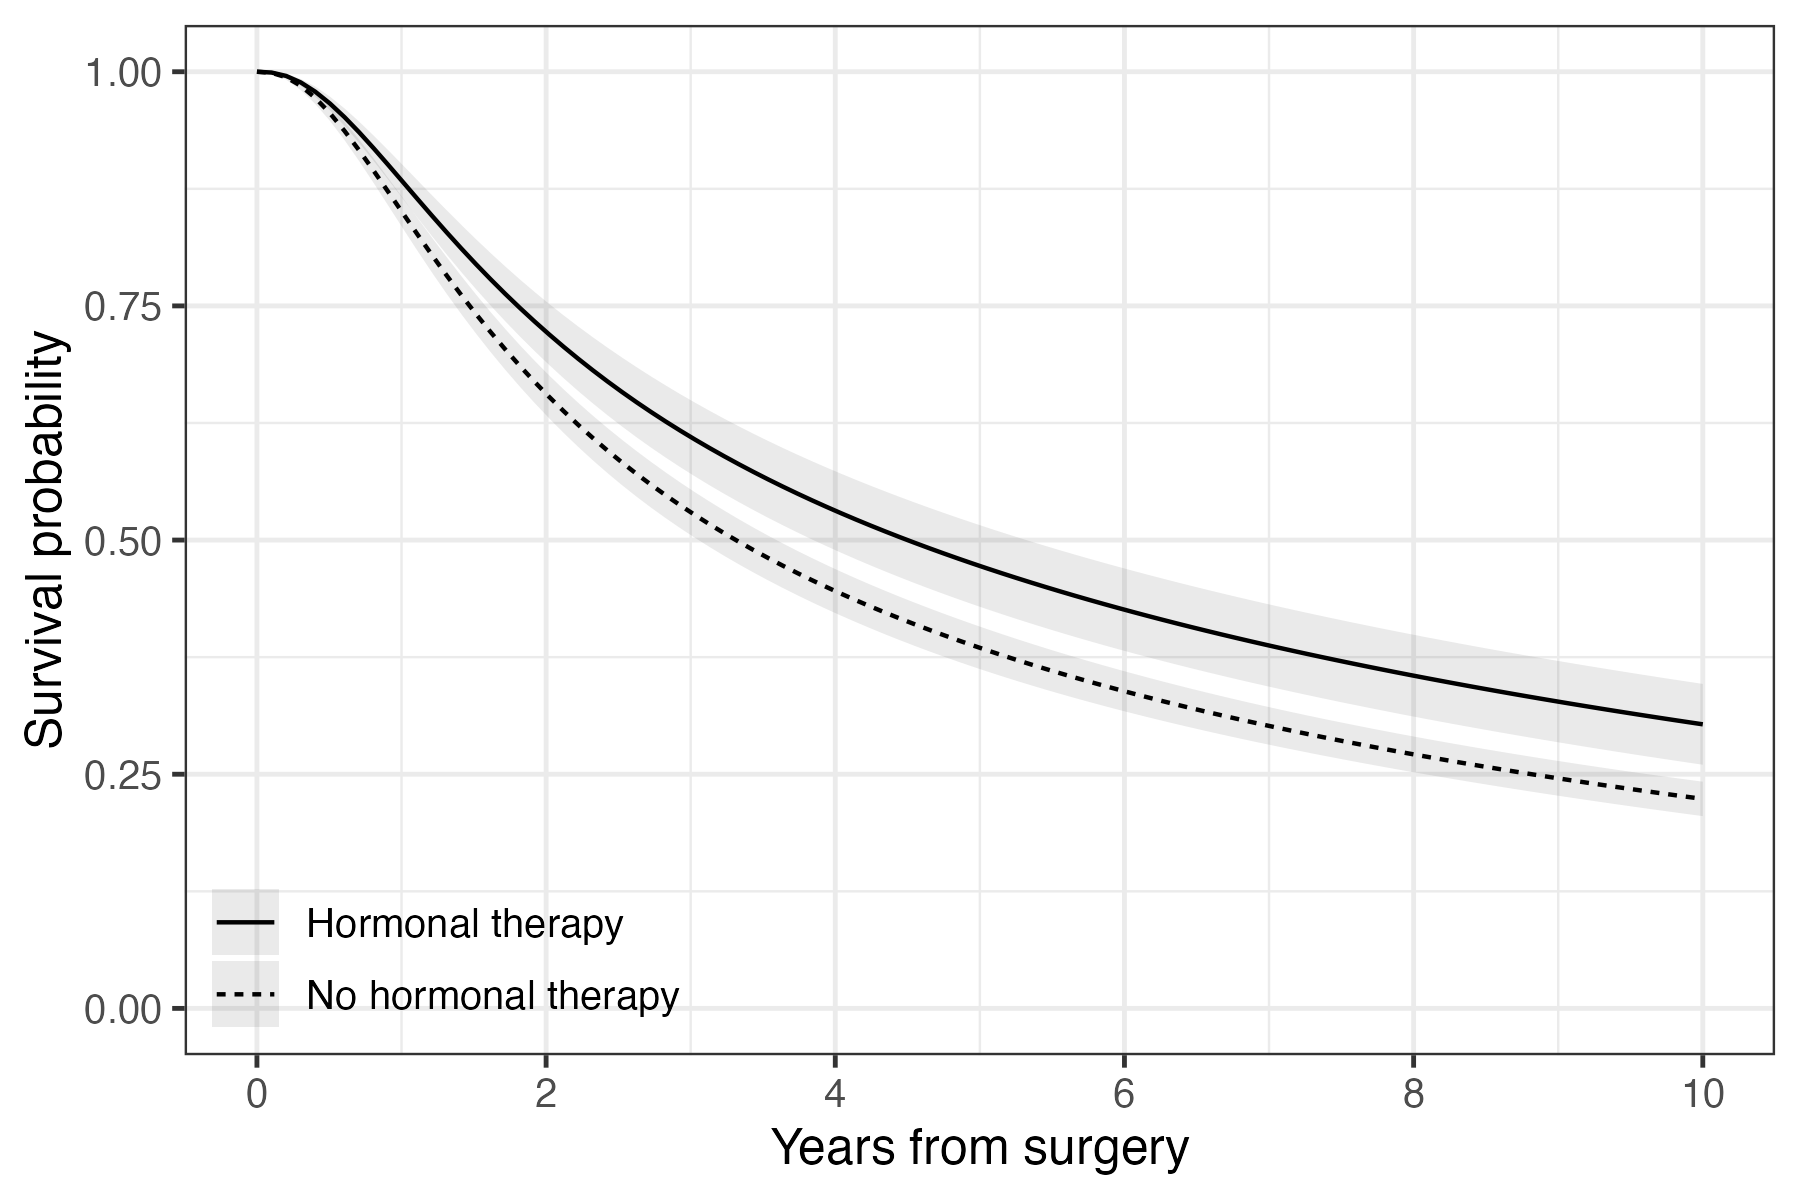 Survival probability
1.00
0.75
0.50
0.25
0.00
Hormonal therapy
No hormonal therapy
0 2 4 6 8 10
Years from surgery